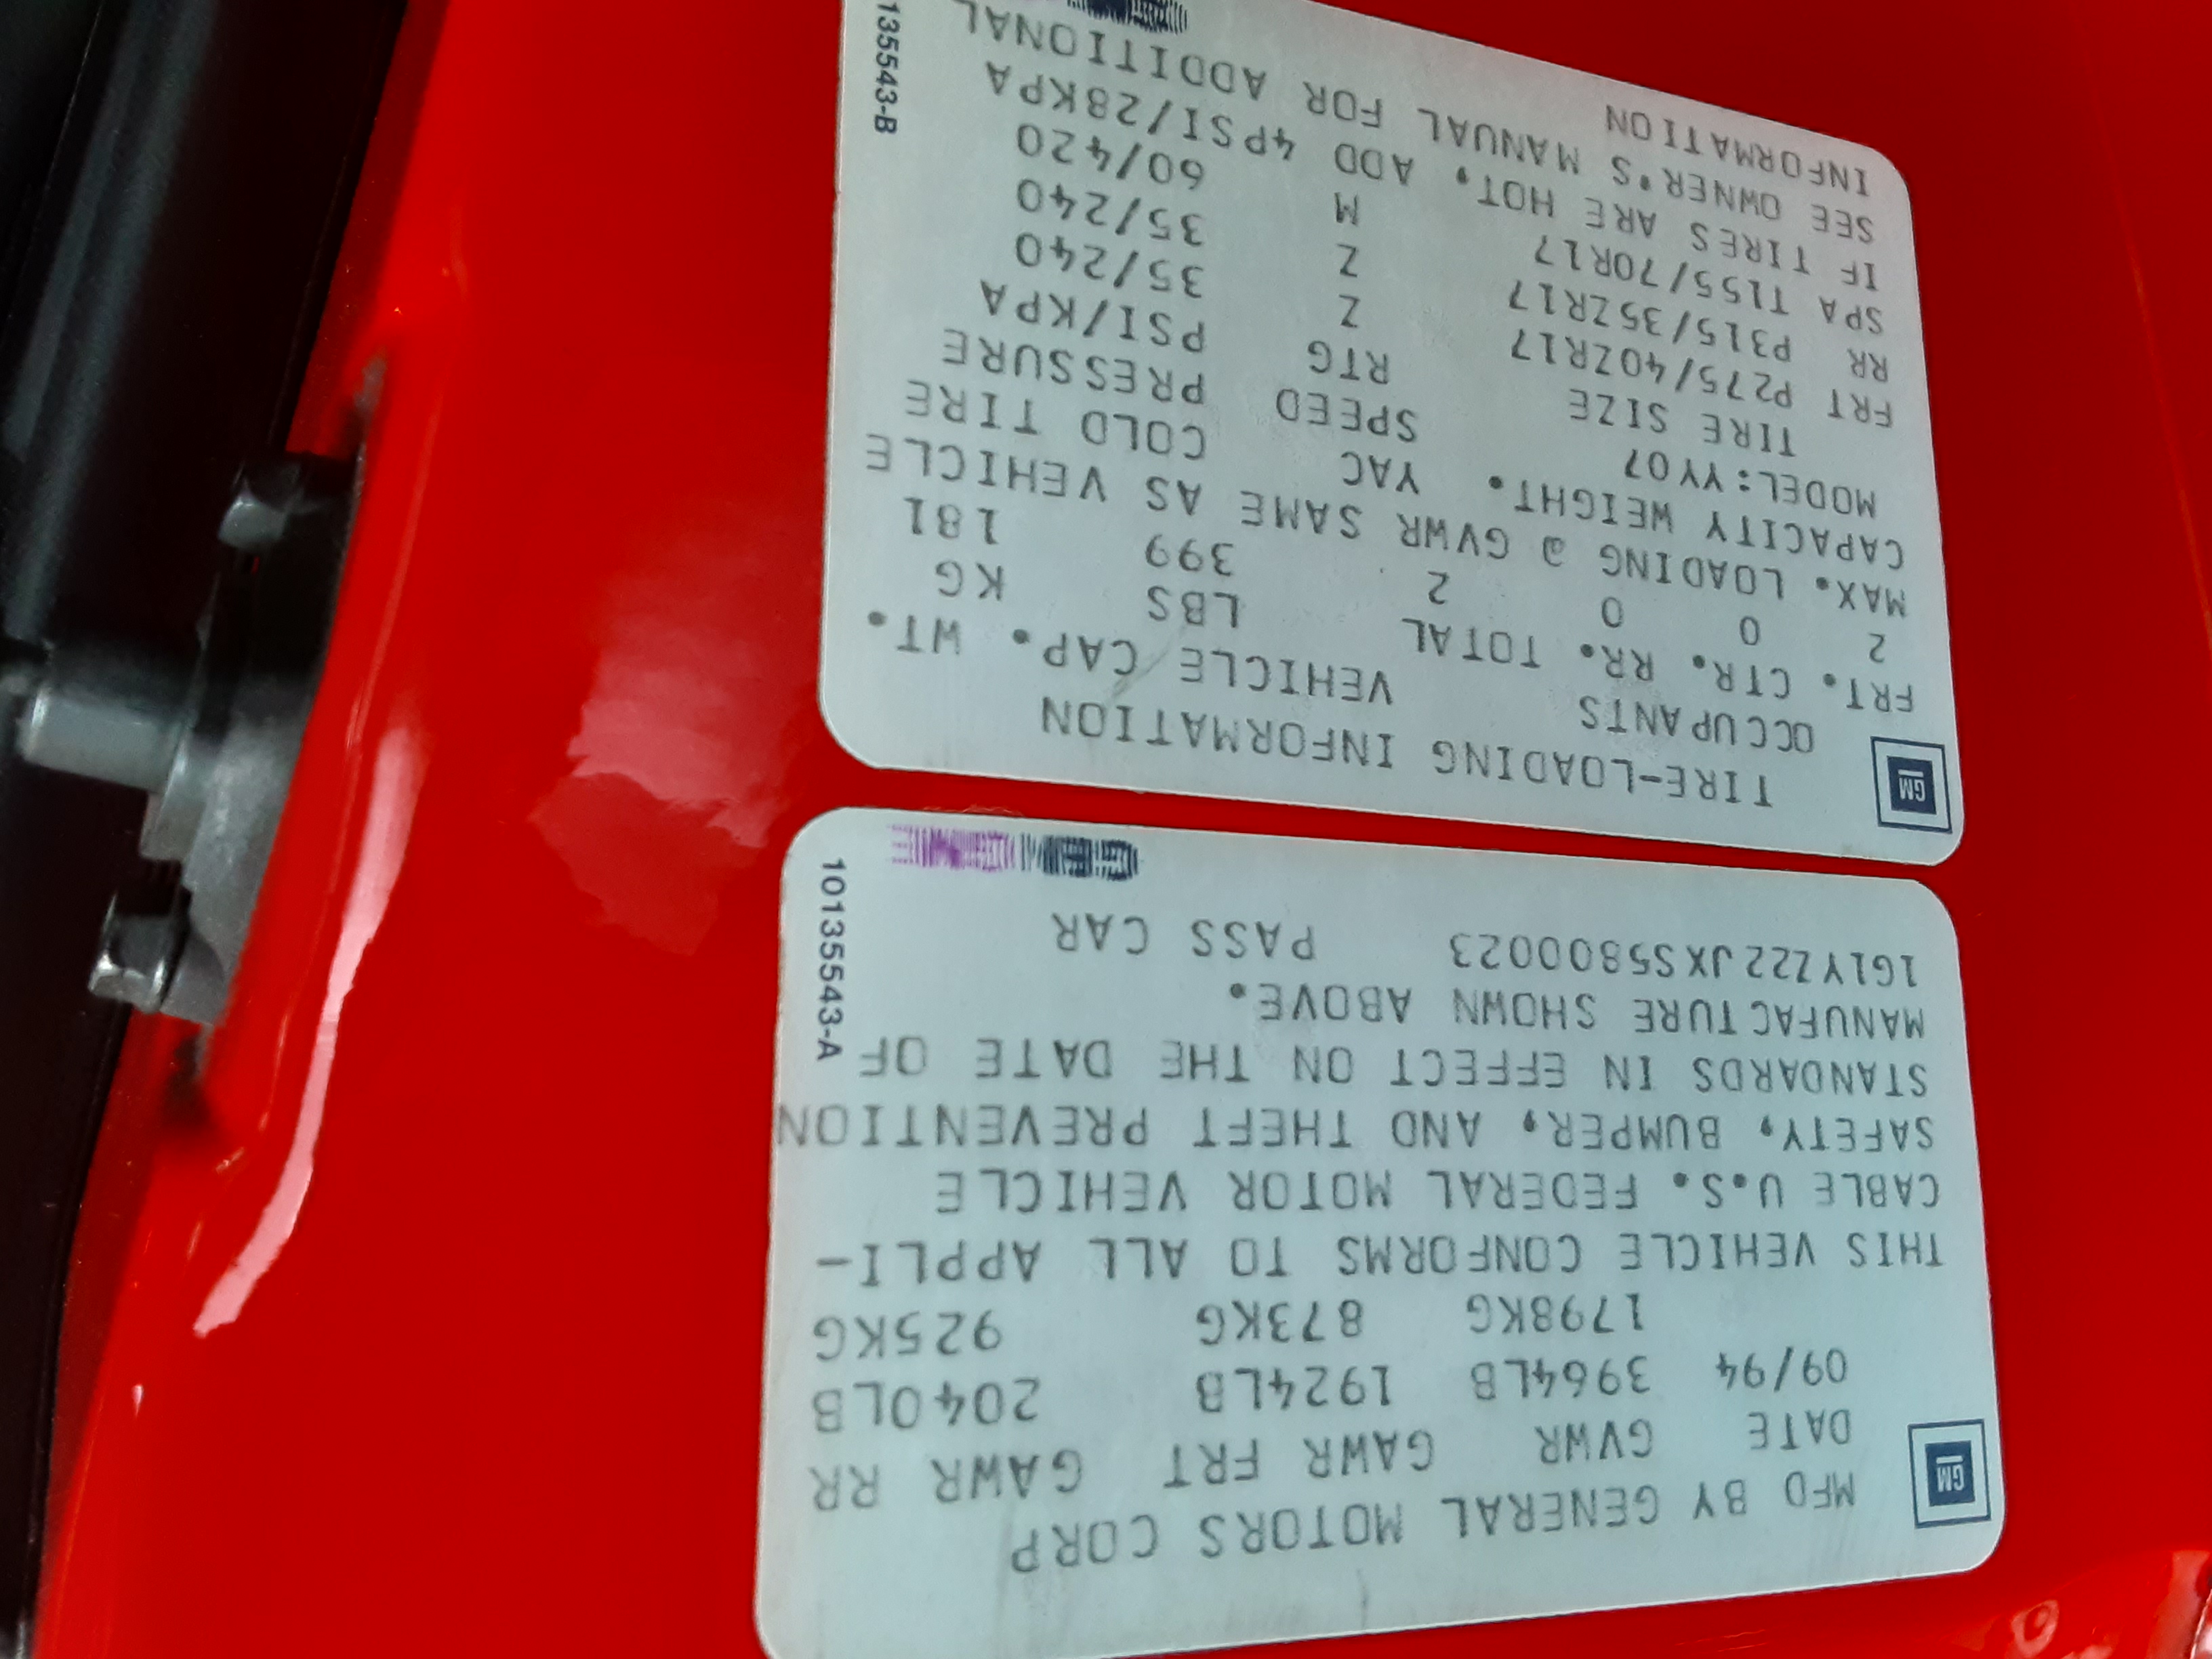 GM
MFD BY GENERAL MOTORS CORP
DATE GVWR GAWR FRT GAWR RR
09/94 3964LB 1924LB 2040LB
1798KG 873KG 925KG
THIS VEHICLE CONFORMS TO ALL APPLI-
CABLE U.S. FEDERAL MOTOR VEHICLE
SAFETY, BUMPER, AND THEFT PREVENTION
STANDARDS IN EFFECT ON THE DATE OF
MANUFACTURE SHOWN ABOVE.
1G1YZ22JXS5800023 PASS CAR
10135543-A
GM
TIRE-LOADING INFORMATION
OCCUPANTS VEHICLE CAP. WT.
FRT. CTR. RR. TOTAL LBS KG
2 0 0 2 399 181
MAX. LOADING @ GVWR SAME AS VEHICLE
CAPACITY WEIGHT. YAC COLD TIRE
MODEL:YY07 SPEED PRESSURE
TIRE SIZE RTG PSI/KPA
FRT P275/40ZR17 Z 35/240
RR P315/35ZR17 Z 35/240
SPA T155/70R17 M 60/420
IF TIRES ARE HOT, ADD 4PSI/28KPA
SEE OWNER'S MANUAL FOR ADDITIONAL
INFORMATION
135543-B